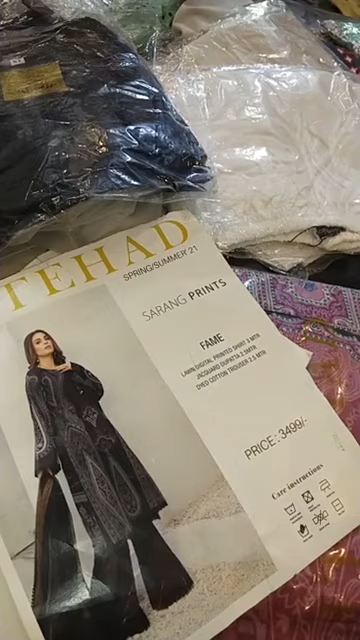 TEHAD
SPRING/SUMMER'21
SARANG PRINTS
FAME
LAWN DIGITAL PRINTED SHIRT 3 MTR
JACQUARD DUPATTA 2.5MTR
DYED COTTON TROUSER 2.5 MTR
PRICE: 3499/-
Care instructions